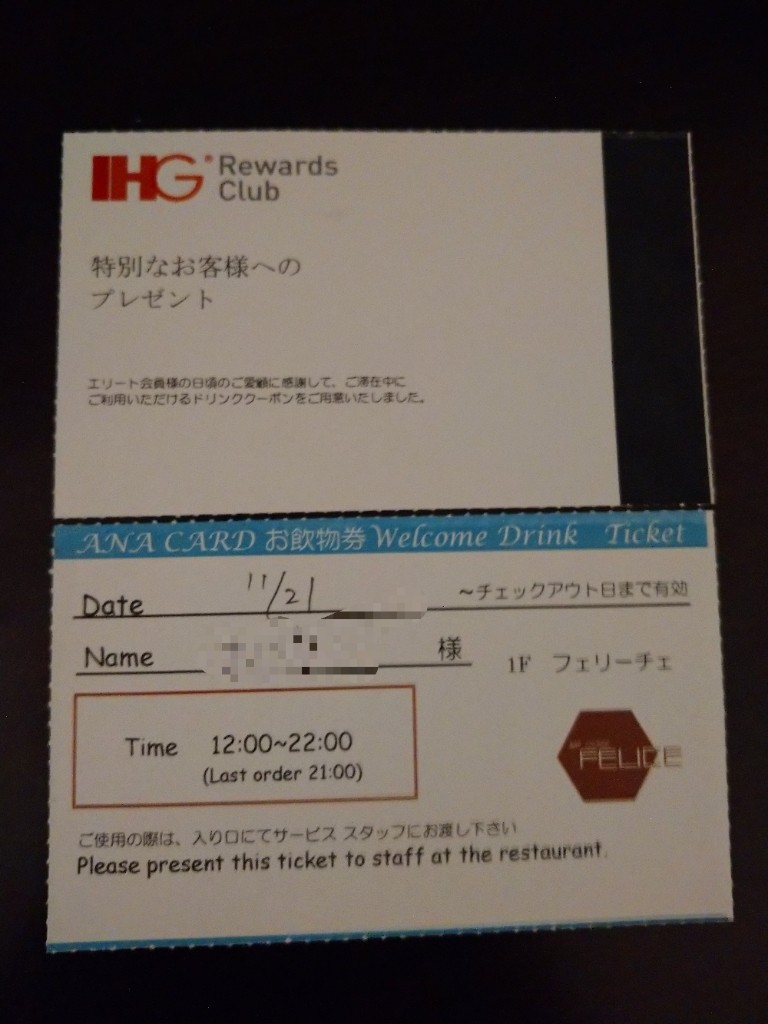 IHG® Rewards
Club
特別なお客様への
プレゼント
エリート会員様の日頃のご愛顧に感謝して、ご滞在中に
ご利用いただけるドリンククーポンをご用意いたしました。
ANA CARD お飲物券 Welcome Drink Ticket
Date 11/21 ～チェックアウト日まで有効
Name 様 1F フェリーチェ
Time 12:00~22:00
(Last order 21:00)
FELICE
ご使用の際は、入り口にてサービス スタッフにお渡し下さい
Please present this ticket to staff at the restaurant.